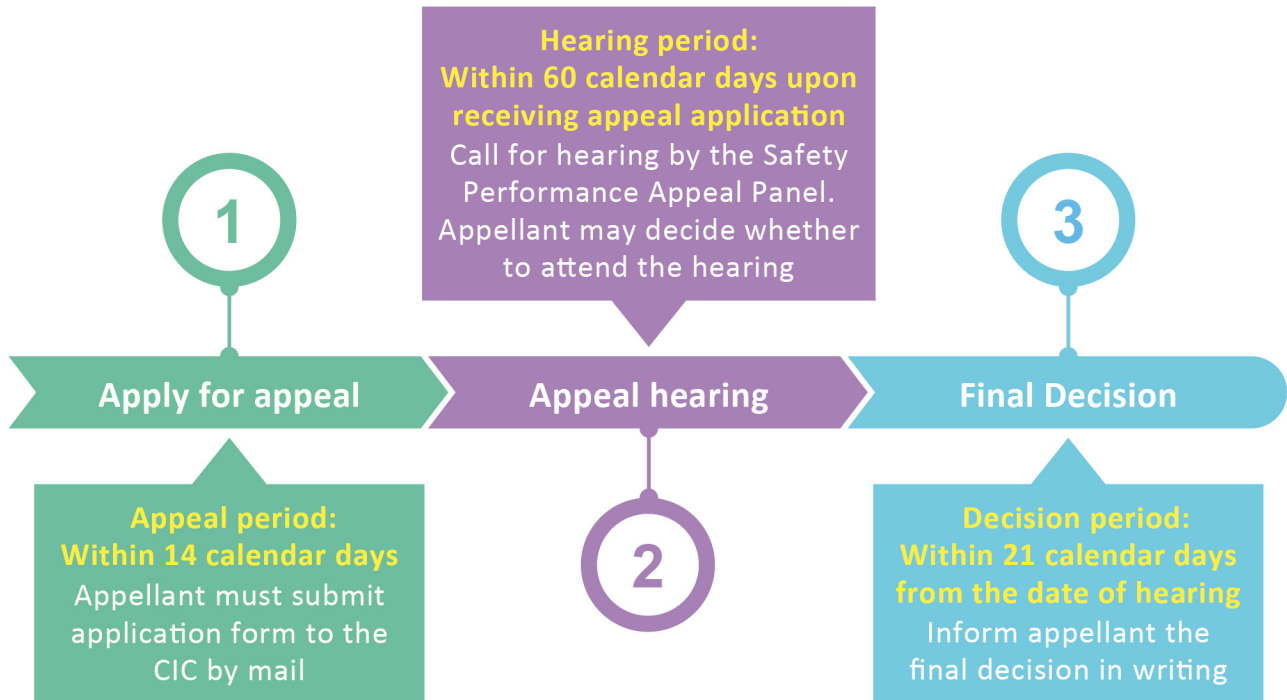 1
Apply for appeal
Appeal period:
Within 14 calendar days
Appellant must submit
application form to the
CIC by mail
Hearing period:
Within 60 calendar days upon
receiving appeal application
Call for hearing by the Safety
Performance Appeal Panel.
Appellant may decide whether
to attend the hearing
Appeal hearing
2
3
Final Decision
Decision period:
Within 21 calendar days
from the date of hearing
Inform appellant the
final decision in writing